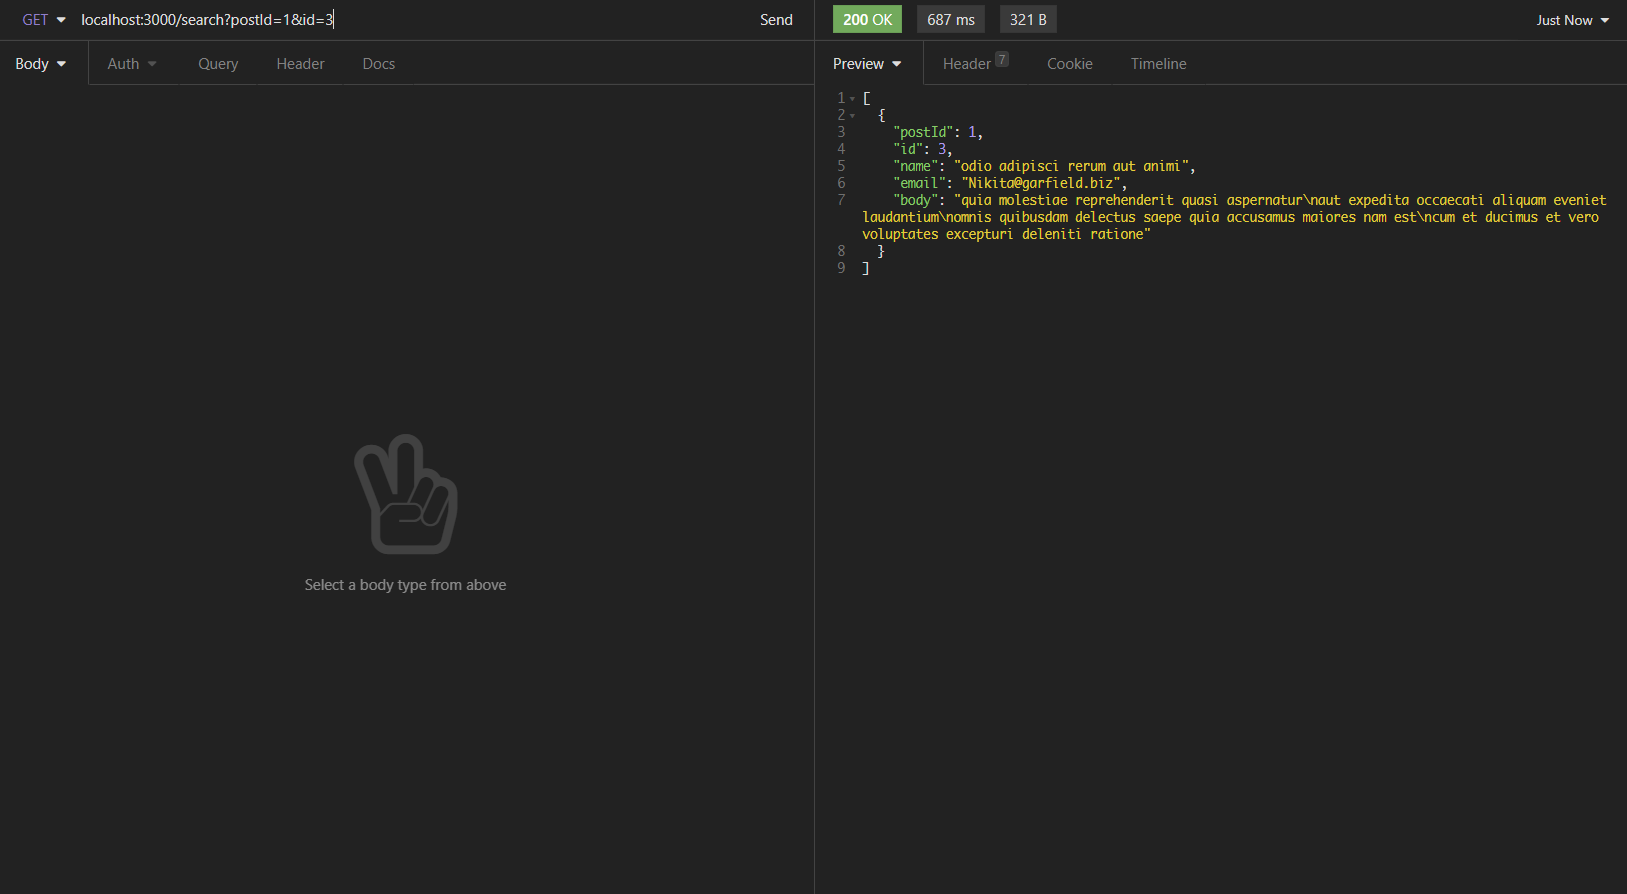 GET localhost:3000/search?postId=1&id=3 Send
200 OK 687 ms 321 B Just Now
Body Auth Query Header Docs
Preview Header 7 Cookie Timeline
1 [
2 {
3 "postId": 1,
4 "id": 3,
5 "name": "odio adipisci rerum aut animi",
6 "email": "Nikita@garfield.biz",
7 "body": "quia molestiae reprehenderit quasi aspernatur\naut expedita occaecati aliquam eveniet
laudantium\nomnis quibusdam delectus saepe quia accusamus maiores nam est\ncum et ducimus et vero
voluptates excepturi deleniti ratione"
8 }
9 ]
Select a body type from above